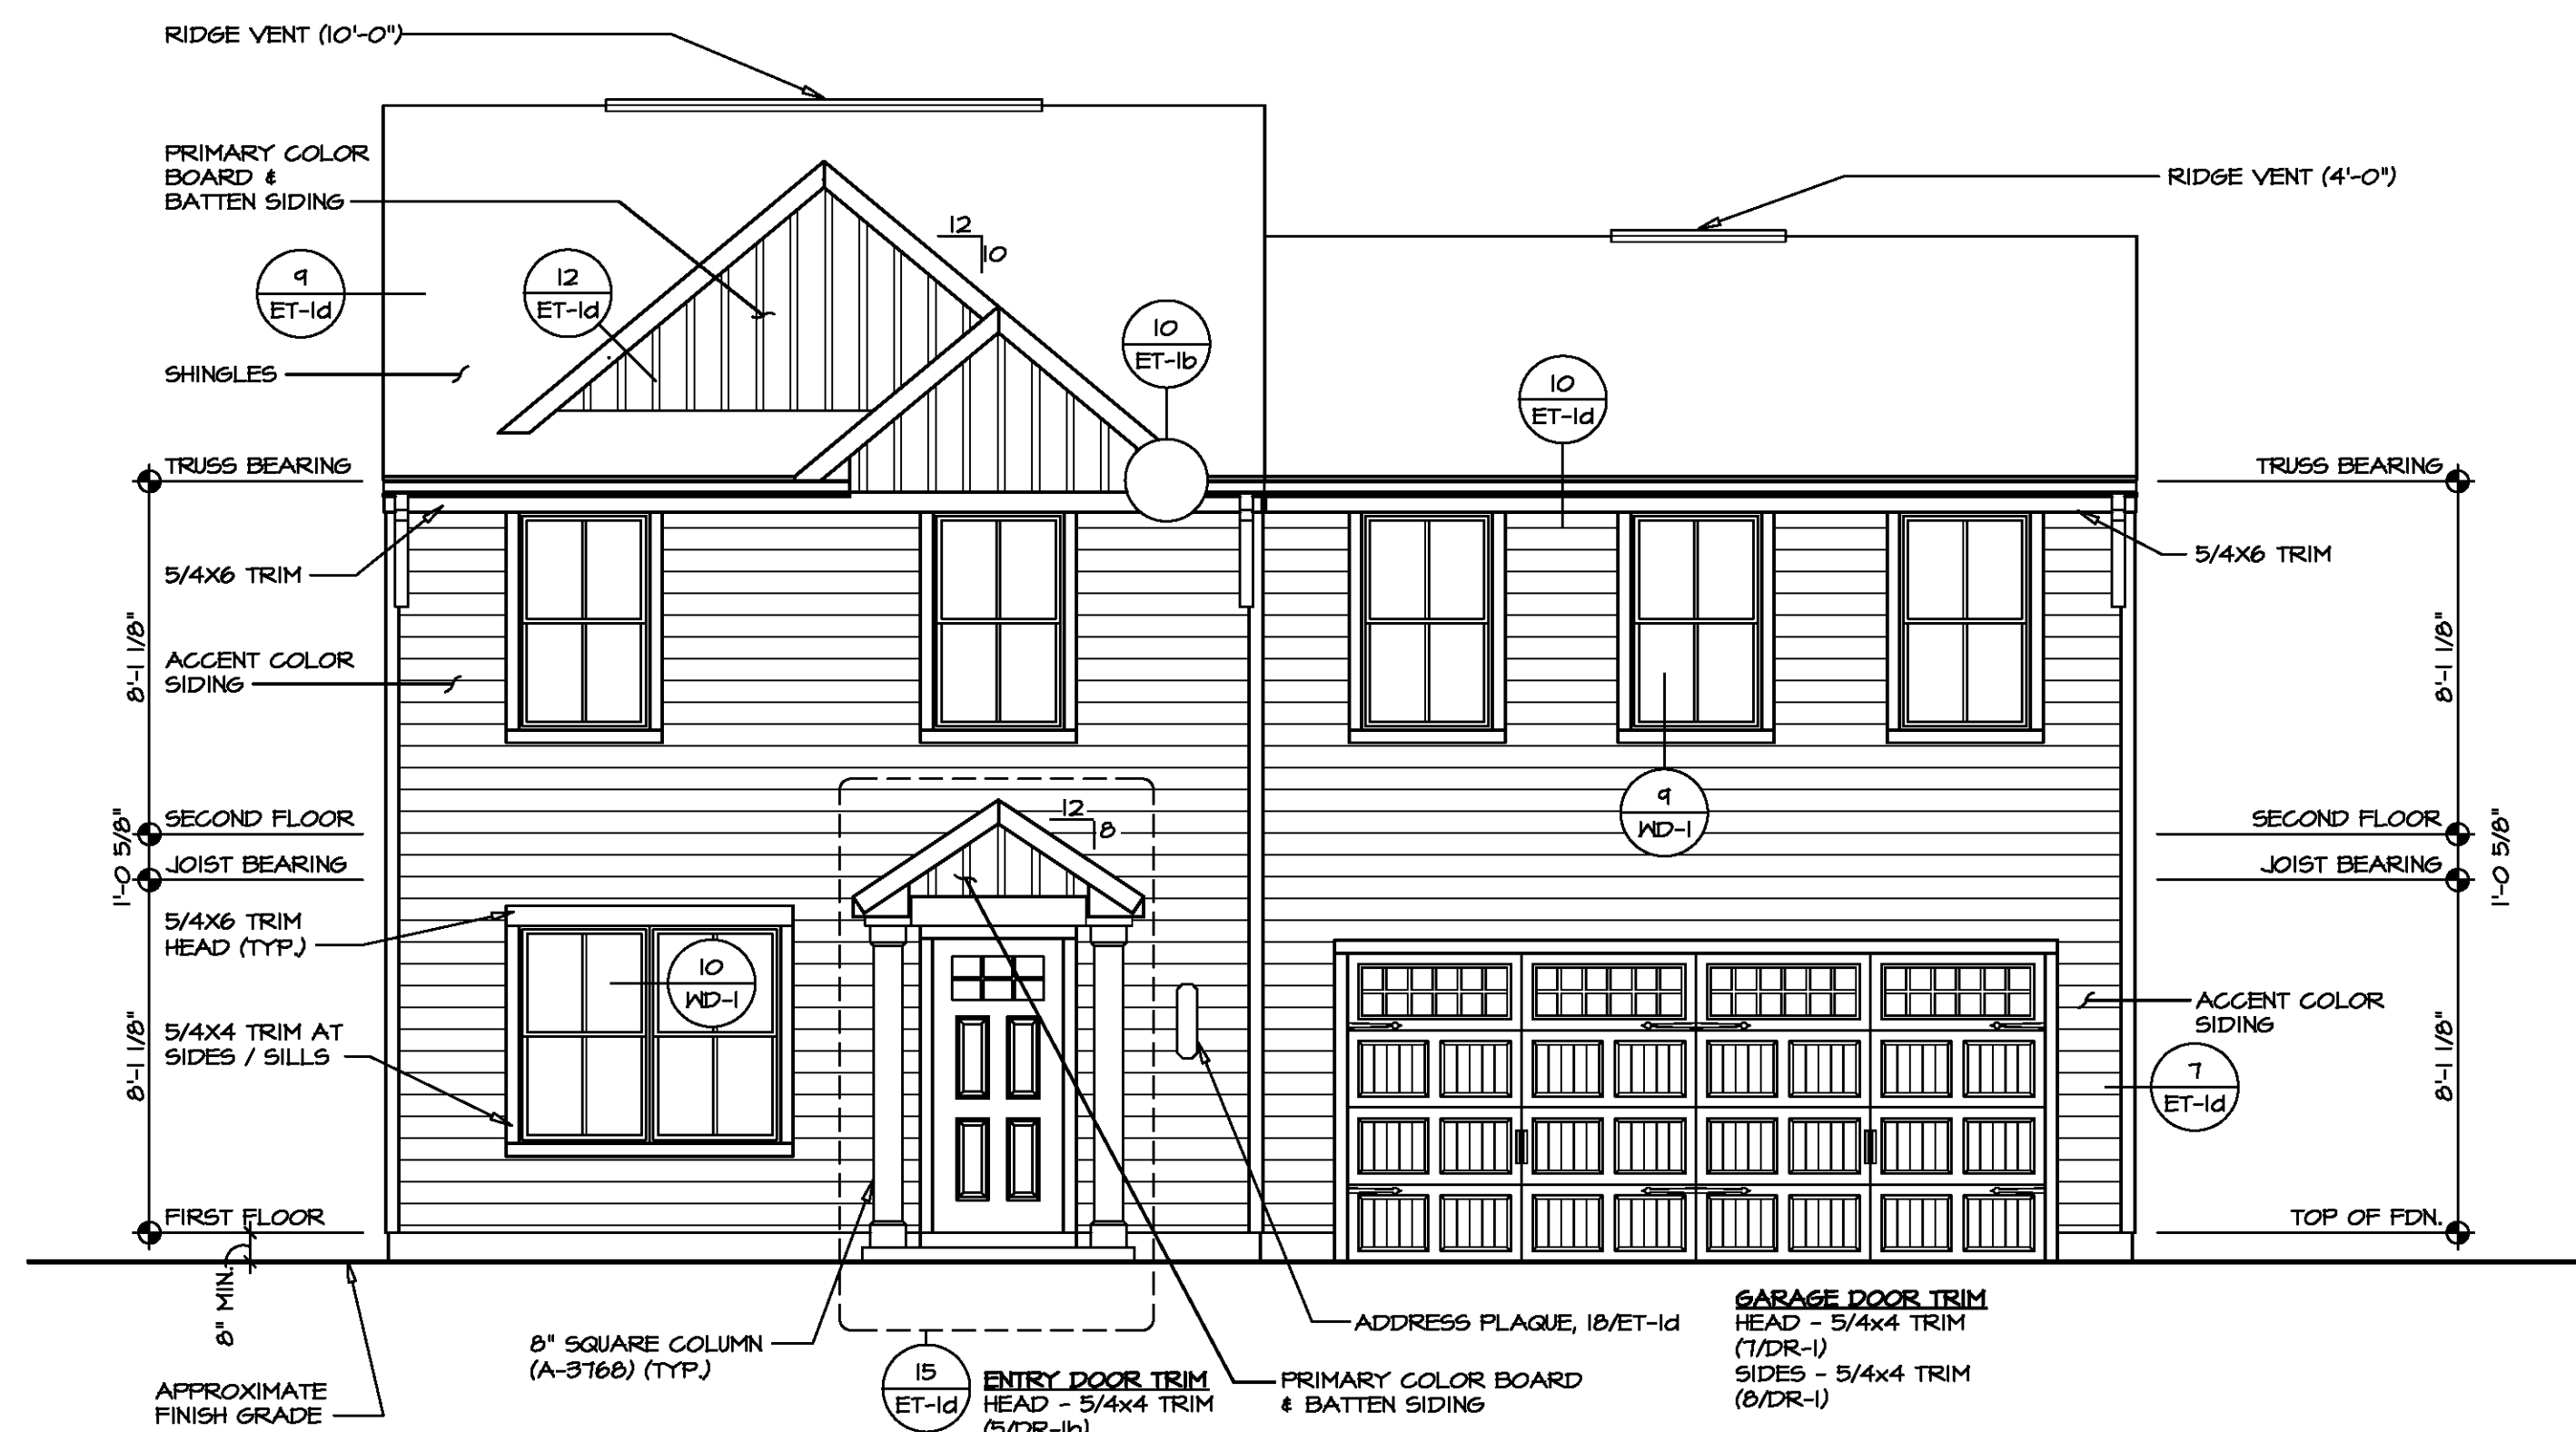 RIDGE VENT (10'-0")
PRIMARY COLOR
BOARD &
BATTEN SIDING
RIDGE VENT (4'-0")
12
10
9
ET-1d
12
ET-1d
10
ET-1b
SHINGLES
10
ET-1d
TRUSS BEARING
TRUSS BEARING
5/4X6 TRIM
5/4X6 TRIM
8'-1 1/8"
8'-1 1/8"
ACCENT COLOR
SIDING
9
WD-1
SECOND FLOOR
SECOND FLOOR
12
8
1'-0 5/8"
1'-0 5/8"
JOIST BEARING
JOIST BEARING
5/4X6 TRIM
HEAD (TYP.)
10
WD-1
ACCENT COLOR
SIDING
5/4X4 TRIM AT
SIDES / SILLS
8'-1 1/8"
8'-1 1/8"
7
ET-1d
FIRST FLOOR
TOP OF FDN.
8" MIN.
GARAGE DOOR TRIM
HEAD - 5/4x4 TRIM
(7/DR-1)
SIDES - 5/4x4 TRIM
(8/DR-1)
ADDRESS PLAQUE, 18/ET-1d
8" SQUARE COLUMN
(A-3768) (TYP.)
15
ET-1d
ENTRY DOOR TRIM
HEAD - 5/4x4 TRIM
(5/DR-1b)
PRIMARY COLOR BOARD
& BATTEN SIDING
APPROXIMATE
FINISH GRADE